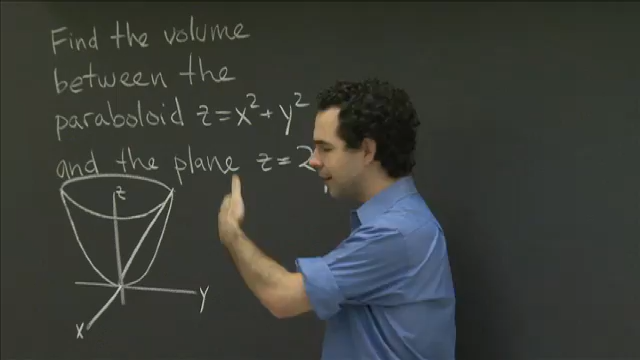 Find the volume
between the
paraboloid z=x²+y²
and the plane z=2
z
y
x